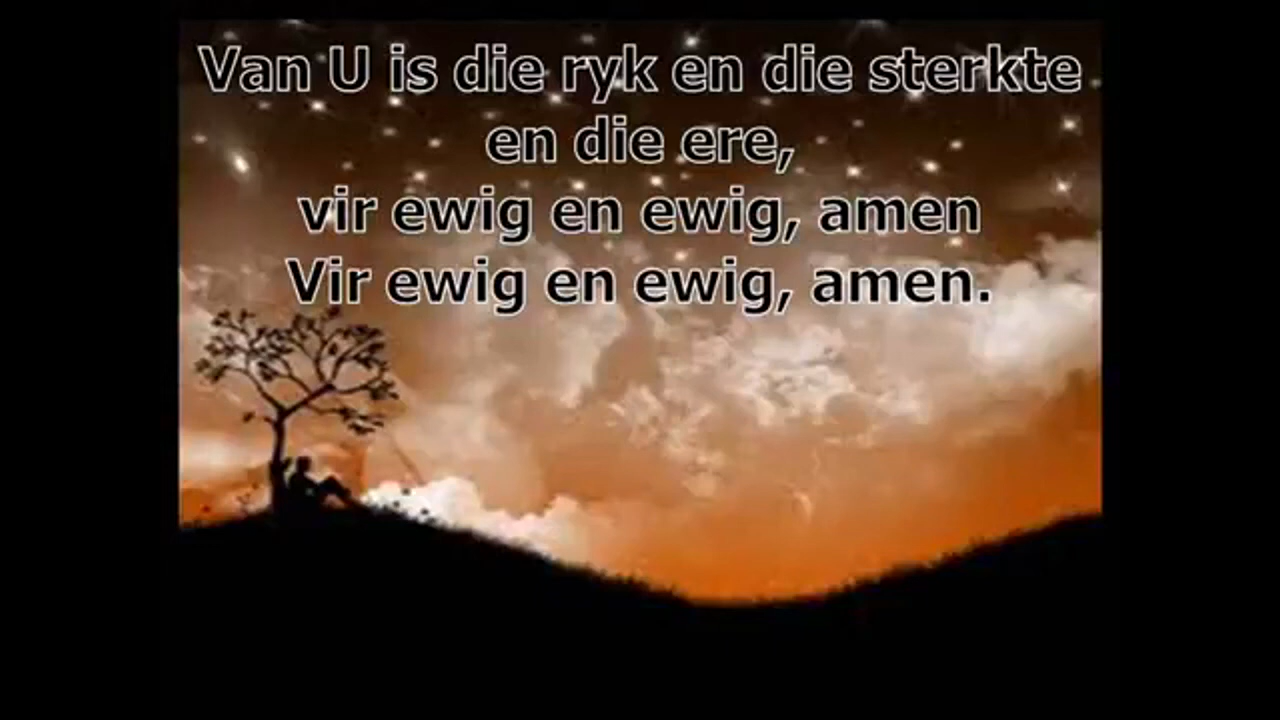 Van U is die ryk en die sterkte
en die ere,
vir ewig en ewig, amen
Vir ewig en ewig, amen.